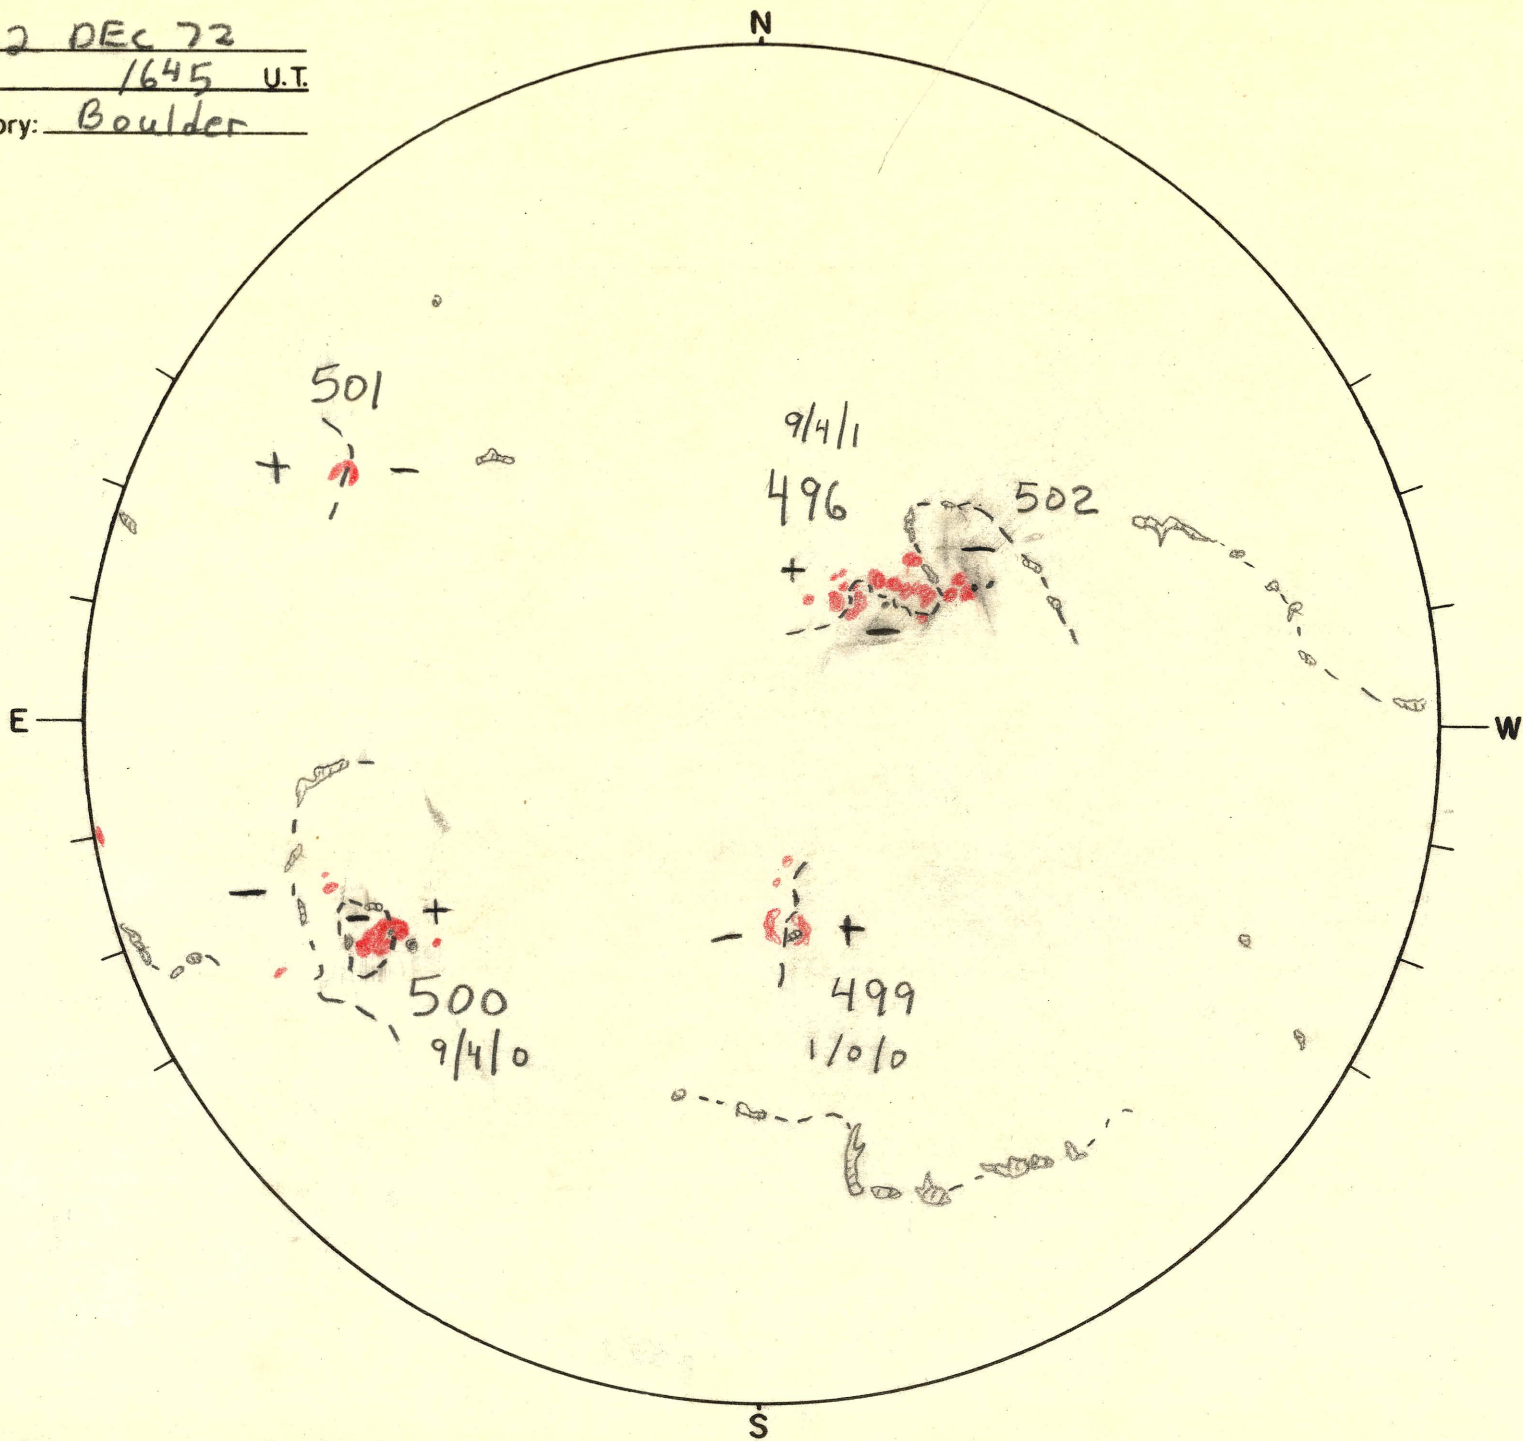 2 DEC 72
1645 U.T.
ory: Boulder
N
501
+ -
9/4/1
496
502
+
-
-
E
W
-
+
-
500
9/4/0
- +
499
1/0/0
S